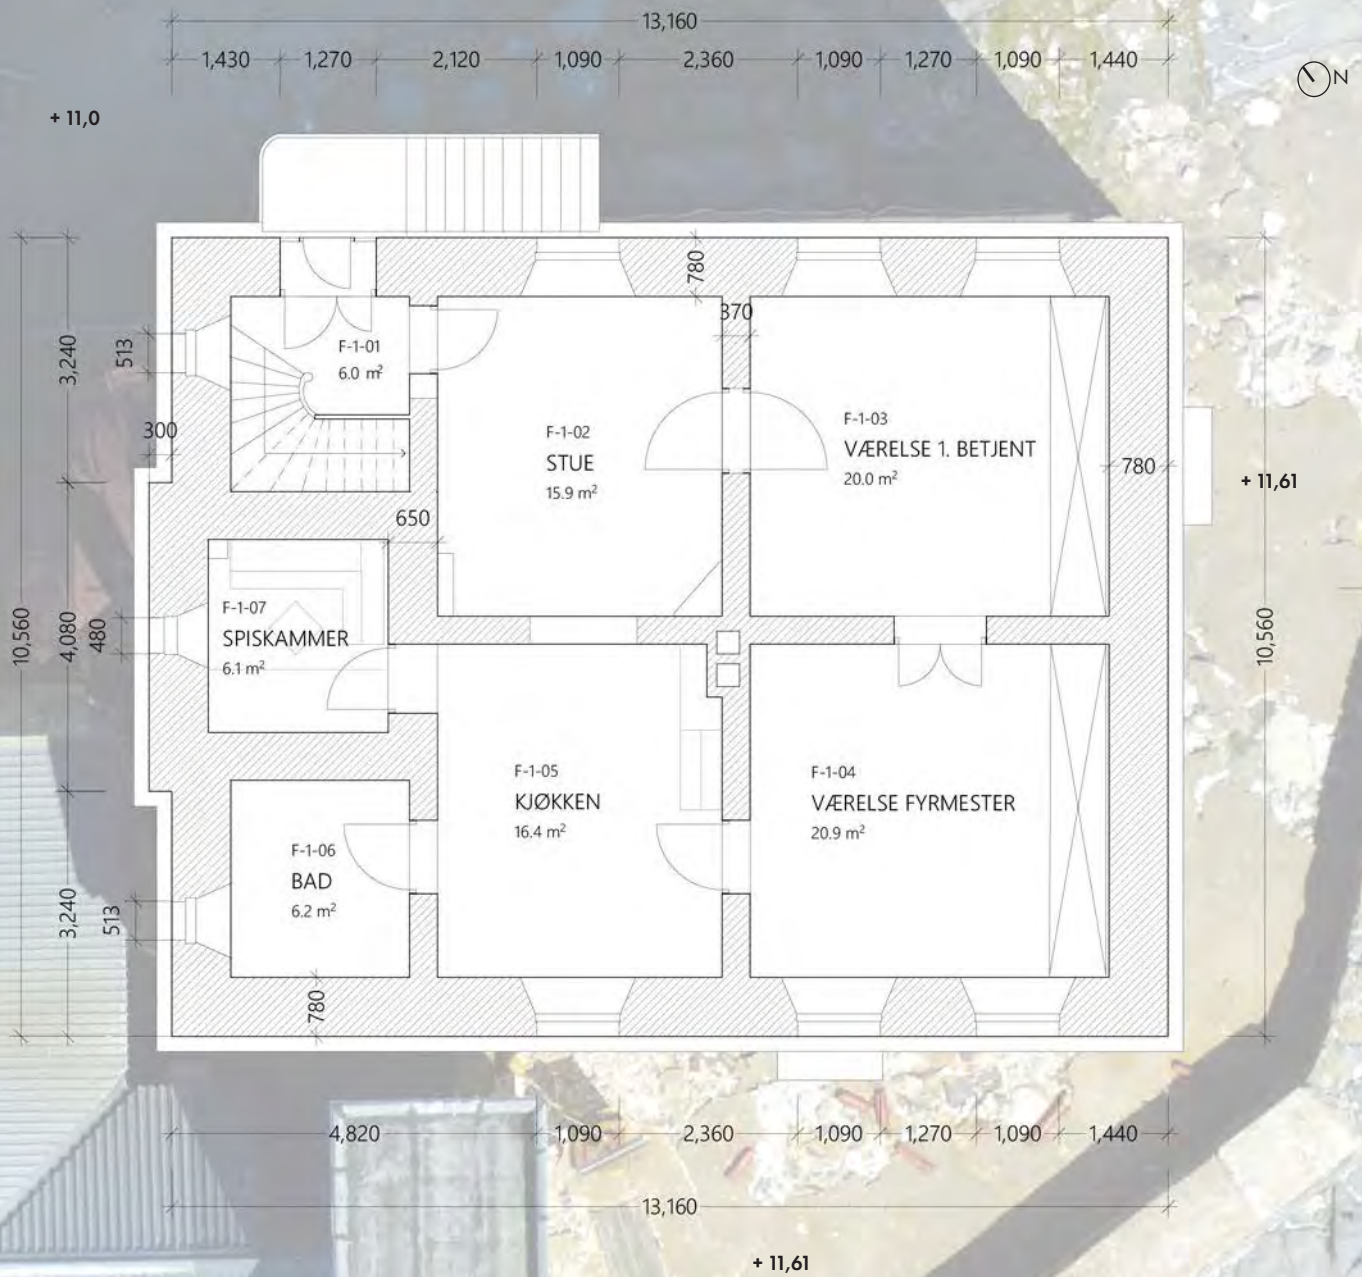 13,160
1,430 1,270 2,120 1,090 2,360 1,090 1,270 1,090 1,440
N
+ 11,0
780
370
3,240
513
F-1-01
6.0 m²
300
F-1-02
STUE
15.9 m²
F-1-03
VÆRELSE 1. BETJENT
20.0 m²
780
+ 11,61
650
10,560
4,080
480
F-1-07
SPISKAMMER
6.1 m²
10,560
F-1-05
KJØKKEN
16.4 m²
F-1-04
VÆRELSE FYRMESTER
20.9 m²
F-1-06
BAD
6.2 m²
3,240
513
780
4,820 1,090 2,360 1,090 1,270 1,090 1,440
13,160
+ 11,61